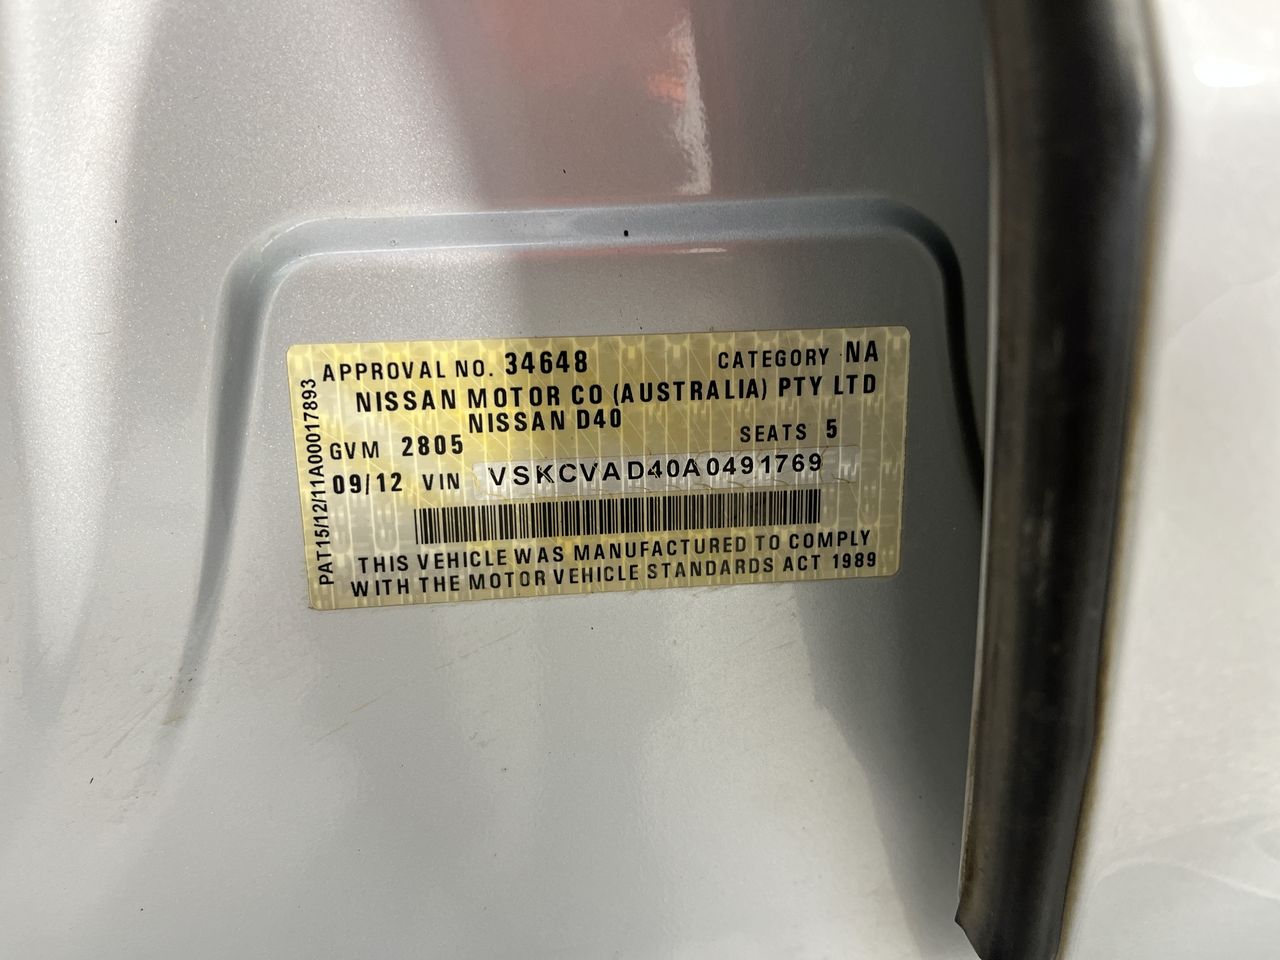 APPROVAL NO. 34648 CATEGORY NA
NISSAN MOTOR CO (AUSTRALIA) PTY LTD
NISSAN D40
GVM 2805 SEATS 5
09/12 VIN VSKCVAD40A0491769
THIS VEHICLE WAS MANUFACTURED TO COMPLY
WITH THE MOTOR VEHICLE STANDARDS ACT 1989
PAT15/12/11A00017893